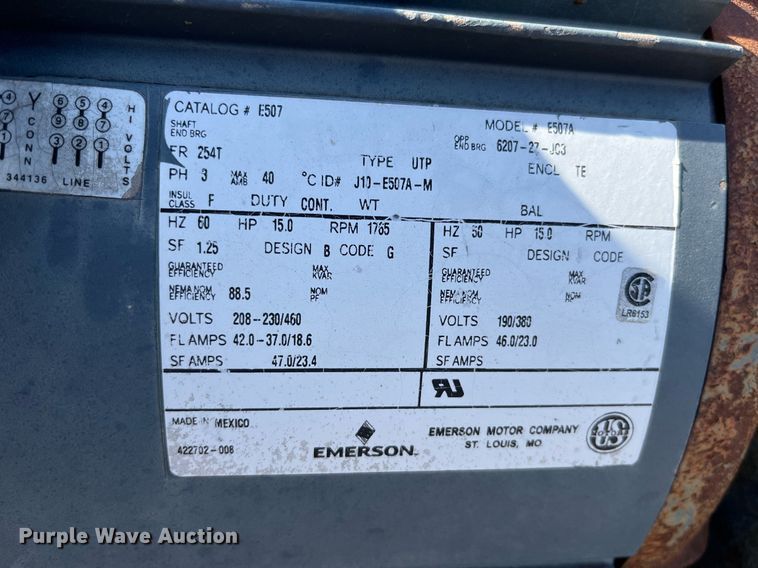 Y CONN
HI VOLTS
344136 LINE
CATALOG # E507
MODEL # E507A
SHAFT END BRG
OPP END BRG 6207-2Z-JC3
FR 254T
TYPE UTP
ENCL TE
PH 3 MAX AMB 40 °C ID# J10-E507A-M
INSUL CLASS F DUTY CONT. WT
BAL
HZ 60 HP 15.0 RPM 1765
SF 1.25 DESIGN B CODE G
GUARANTEED EFFICIENCY
MAX KVAR
NEMA NOM EFFICIENCY 88.5
NOM PF
VOLTS 208-230/460
FL AMPS 42.0-37.0/18.6
SF AMPS 47.0/23.4
HZ 50 HP 15.0 RPM
SF DESIGN CODE
GUARANTEED EFFICIENCY
MAX KVAR
NEMA NOM EFFICIENCY
NOM PF
VOLTS 190/380
FL AMPS 46.0/23.0
SF AMPS
LR6153
MADE IN MEXICO
422702-008
EMERSON
EMERSON MOTOR COMPANY
ST. LOUIS, MO.
US MOTORS
Purple Wave Auction